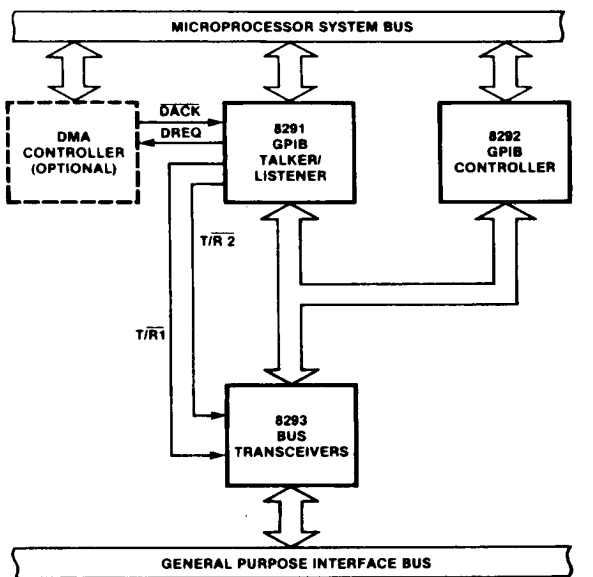 MICROPROCESSOR SYSTEM BUS
DMA
CONTROLLER
(OPTIONAL)
DACK
DREQ
8291
GPIB
TALKER/
LISTENER
8292
GPIB
CONTROLLER
T/R 2
T/R1
8293
BUS
TRANSCEIVERS
GENERAL PURPOSE INTERFACE BUS